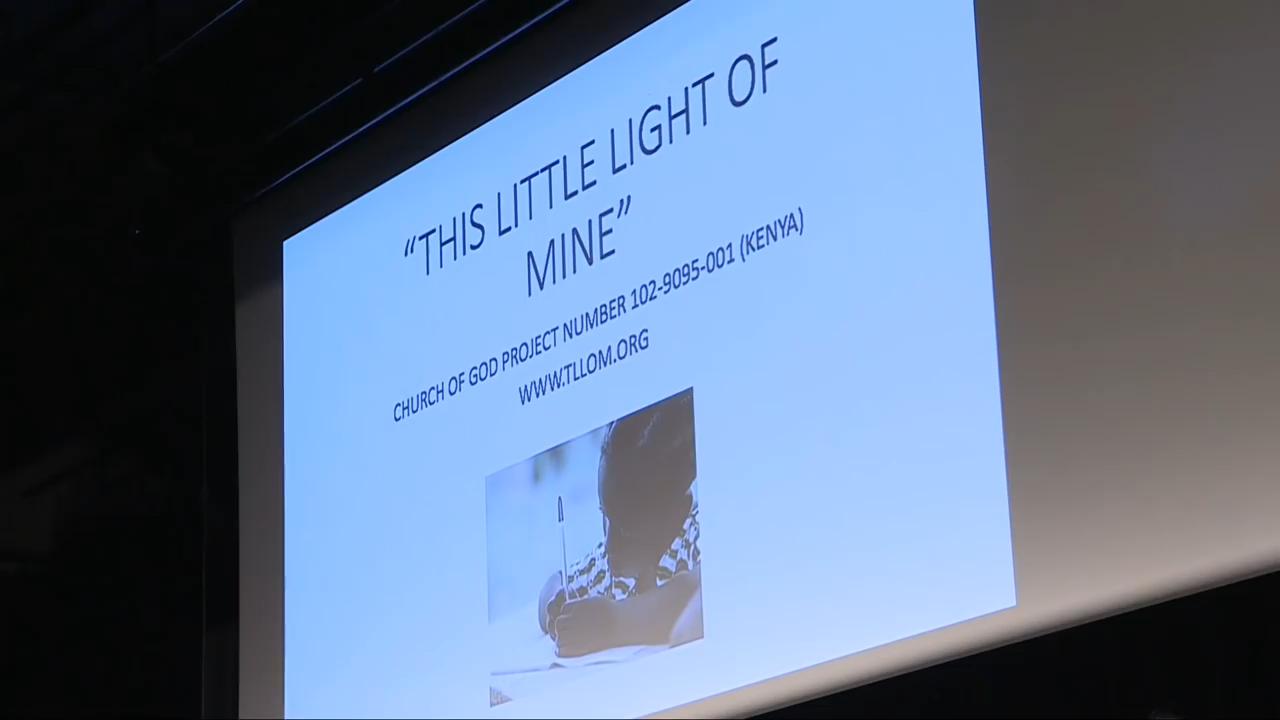 “THIS LITTLE LIGHT OF
MINE”
CHURCH OF GOD PROJECT NUMBER 102-9095-001 (KENYA)
WWW.TLLOM.ORG